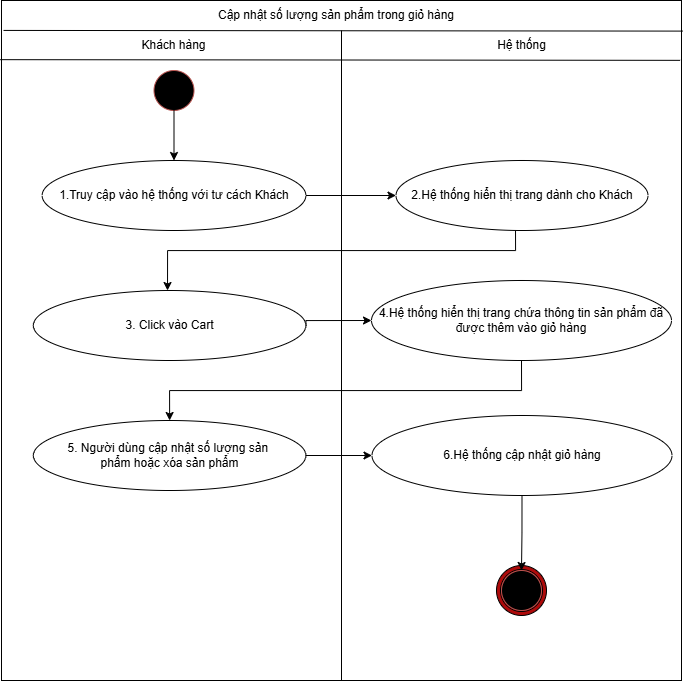 Cập nhật số lượng sản phẩm trong giỏ hàng
Khách hàng
Hệ thống
1.Truy cập vào hệ thống với tư cách Khách
2.Hệ thống hiển thị trang dành cho Khách
3. Click vào Cart
4.Hệ thống hiển thị trang chứa thông tin sản phẩm đã
được thêm vào giỏ hàng
5. Người dùng cập nhật số lượng sản
phẩm hoặc xóa sản phẩm
6.Hệ thống cập nhật giỏ hàng